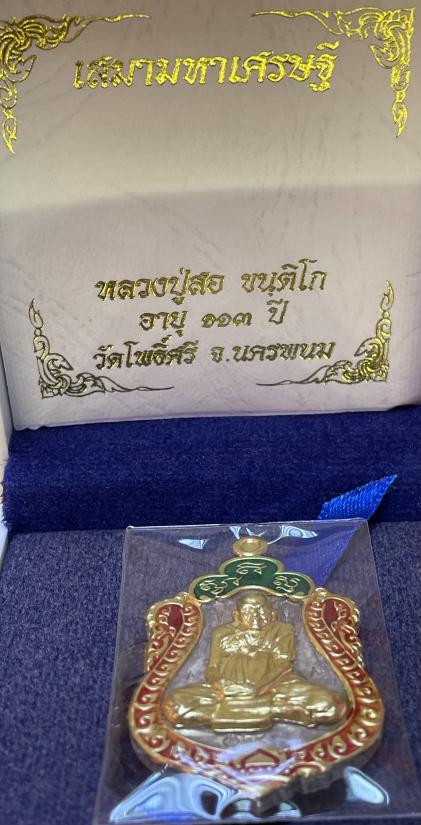 เสมามหาเศรษฐี
หลวงปู่สอ ขนฺติโก
อายุ ๑๑๓ ปี
วัดโพธิ์ศรี จ.นครพนม